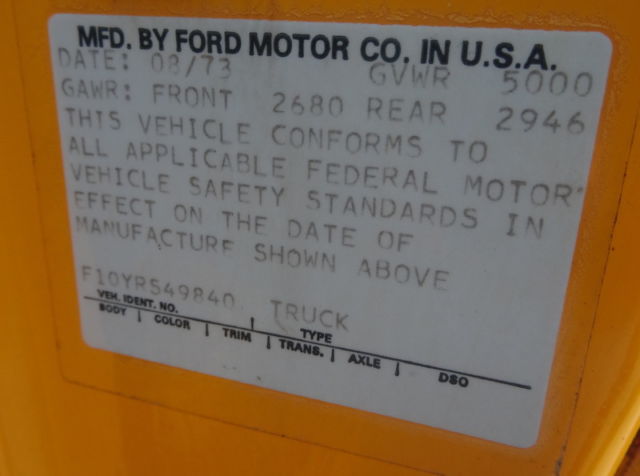 MFD. BY FORD MOTOR CO. IN U.S.A.
DATE: 08/73 GVWR 5000
GAWR: FRONT 2680 REAR 2946
THIS VEHICLE CONFORMS TO
ALL APPLICABLE FEDERAL MOTOR
VEHICLE SAFETY STANDARDS IN
EFFECT ON THE DATE OF
MANUFACTURE SHOWN ABOVE
F10YRS49840 TRUCK
VEH. IDENT. NO. TYPE
BODY COLOR TRIM TRANS. AXLE DSO